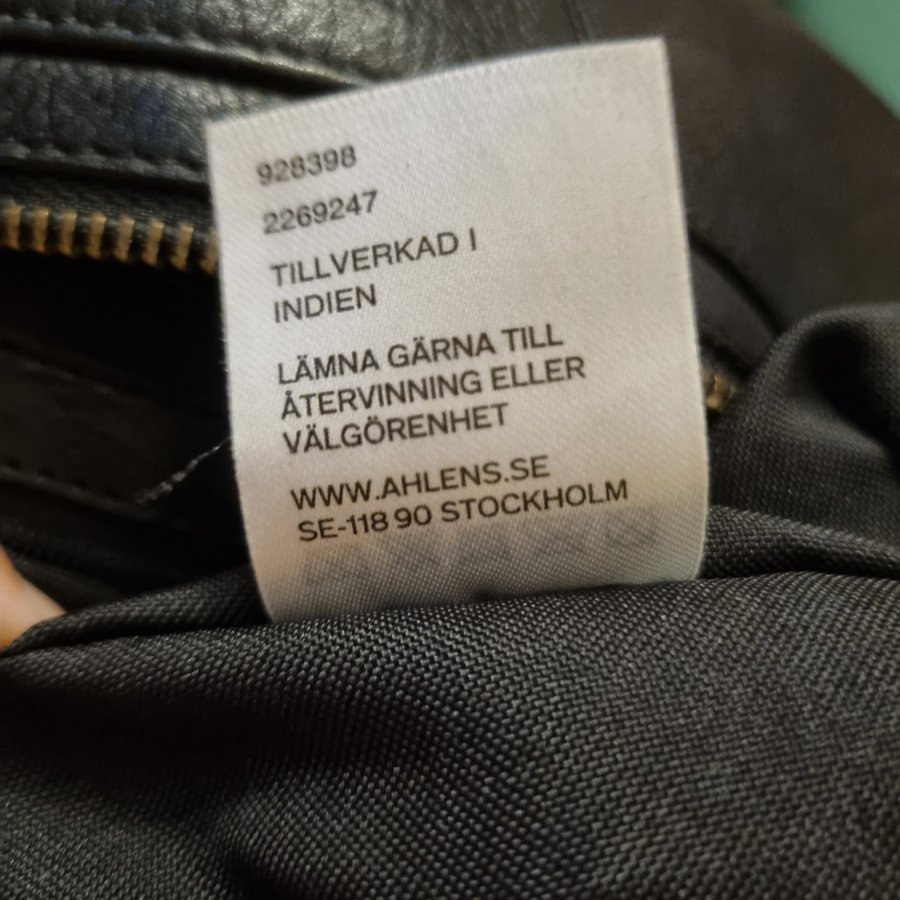 928398
2269247
TILLVERKAD I
INDIEN
LÄMNA GÄRNA TILL
ÅTERVINNING ELLER
VÄLGÖRENHET
WWW.AHLENS.SE
SE-118 90 STOCKHOLM